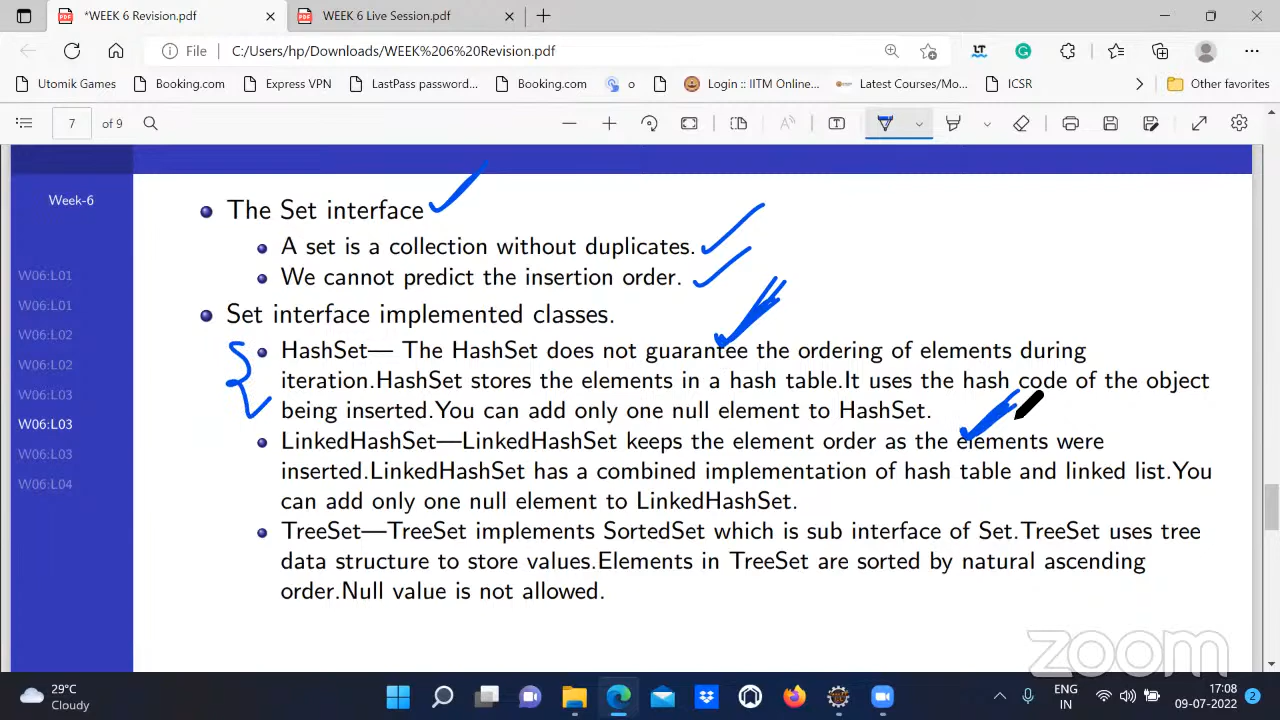 *WEEK 6 Revision.pdf
WEEK 6 Live Session.pdf
File
C:/Users/hp/Downloads/WEEK%206%20Revision.pdf
Utomik Games
Booking.com
Express VPN
LastPass password...
Booking.com
o
Login :: IITM Online...
Latest Courses/Mo...
ICSR
Other favorites
7
of 9
Week-6
W06:L01
W06:L01
W06:L02
W06:L02
W06:L03
W06:L03
W06:L03
W06:L04
The Set interface
A set is a collection without duplicates.
We cannot predict the insertion order.
Set interface implemented classes.
HashSet— The HashSet does not guarantee the ordering of elements during
iteration.HashSet stores the elements in a hash table.It uses the hash code of the object
being inserted.You can add only one null element to HashSet.
LinkedHashSet—LinkedHashSet keeps the element order as the elements were
inserted.LinkedHashSet has a combined implementation of hash table and linked list.You
can add only one null element to LinkedHashSet.
TreeSet—TreeSet implements SortedSet which is sub interface of Set.TreeSet uses tree
data structure to store values.Elements in TreeSet are sorted by natural ascending
order.Null value is not allowed.
zoom
29°C
Cloudy
ENG
IN
17:08
09-07-2022
2